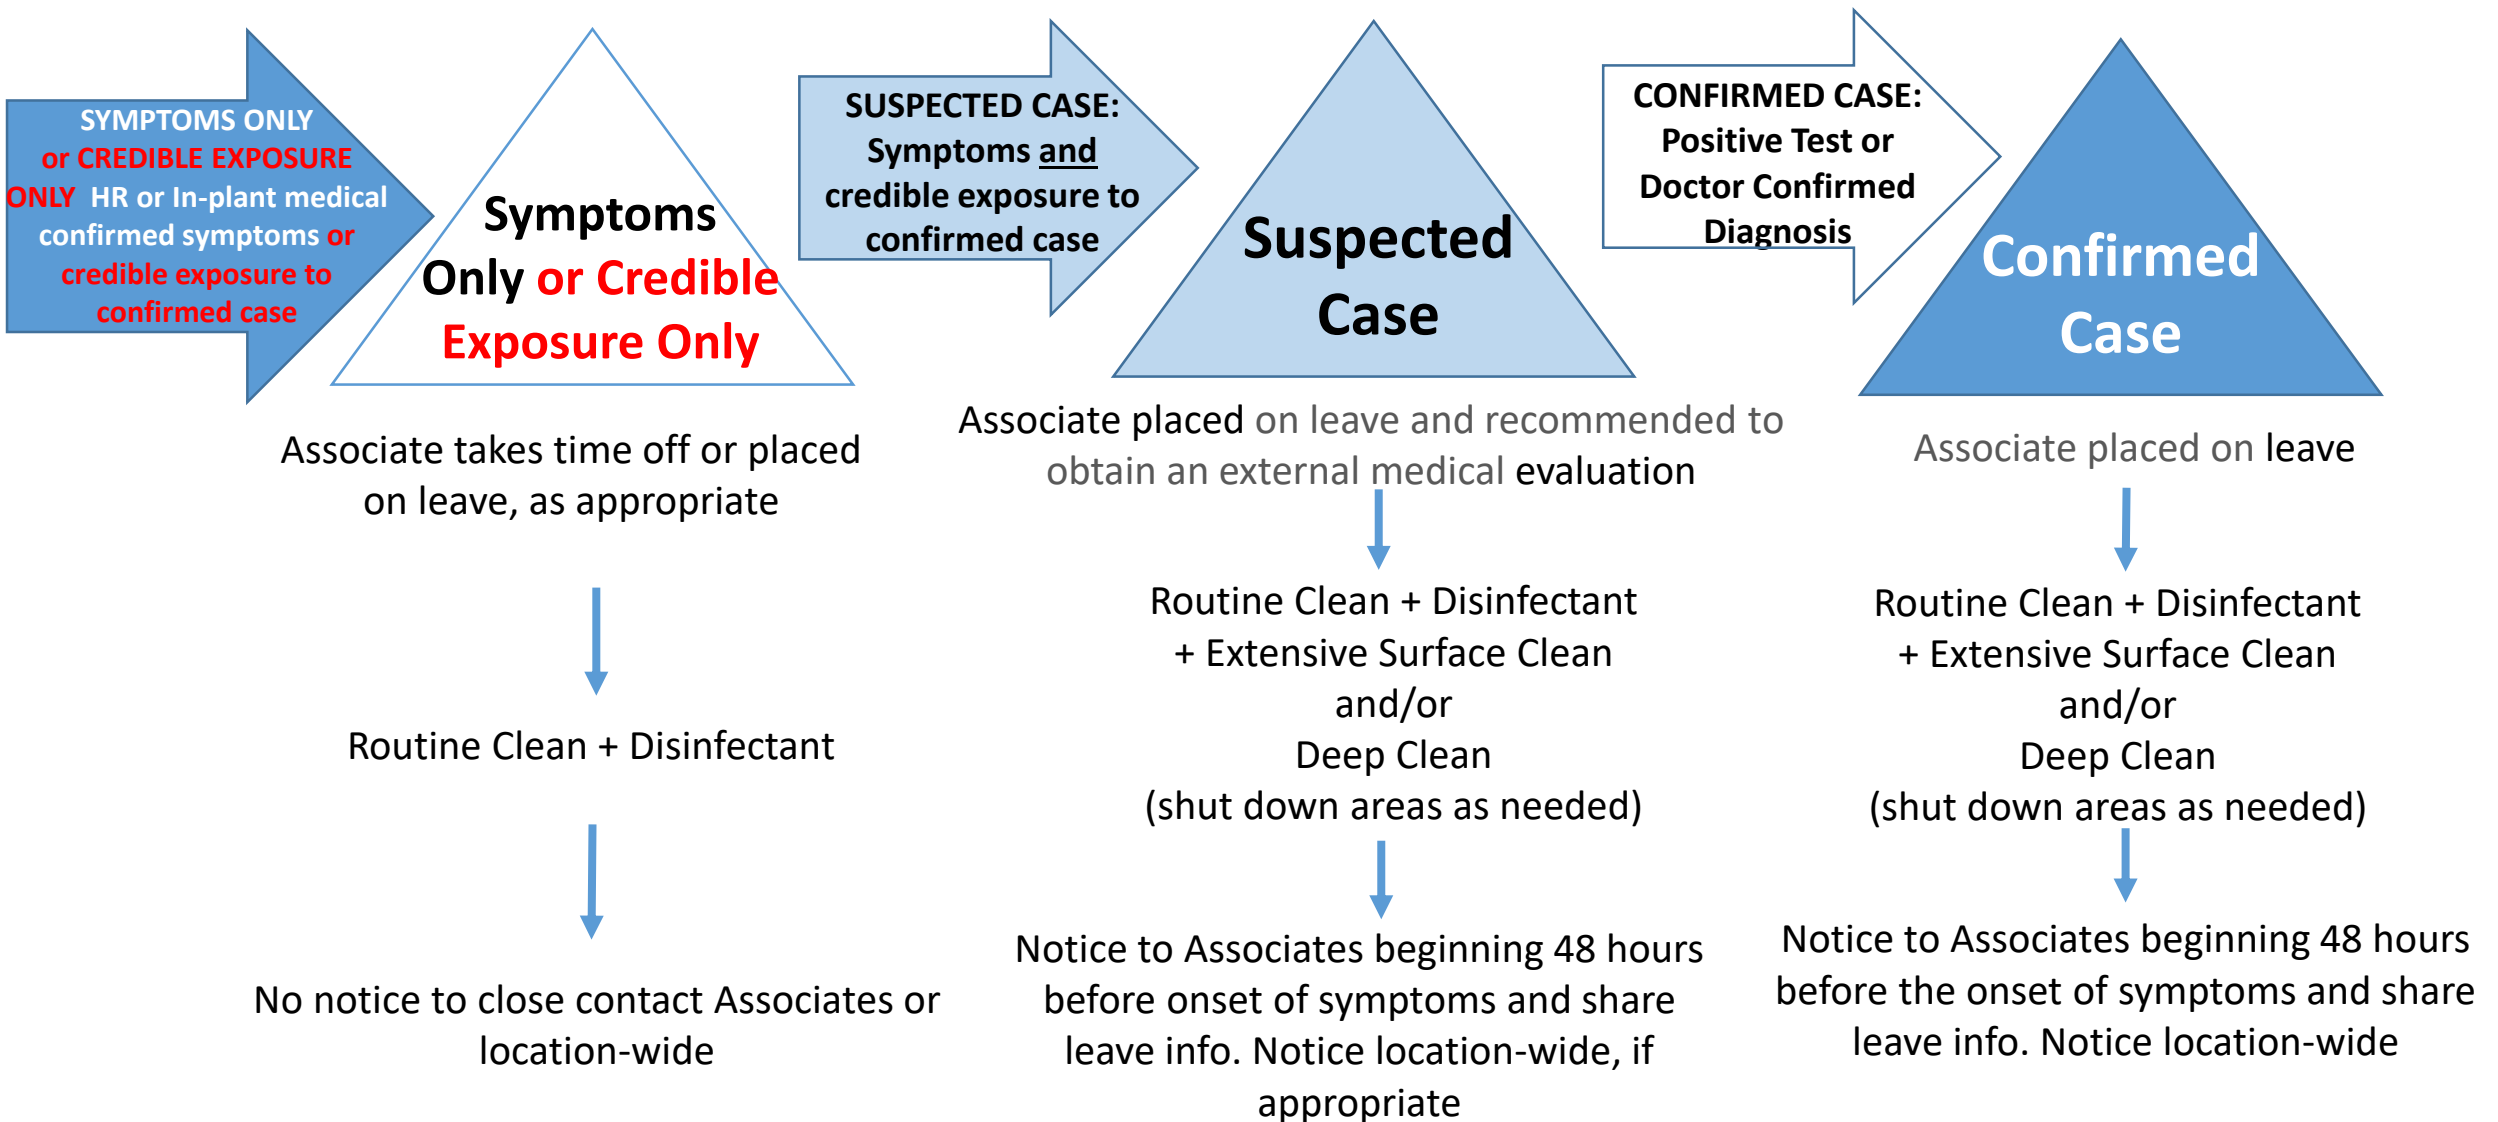 SYMPTOMS ONLY
or CREDIBLE EXPOSURE
ONLY HR or In-plant medical
confirmed symptoms or
credible exposure to
confirmed case
Symptoms
Only or Credible
Exposure Only
Associate takes time off or placed
on leave, as appropriate
Routine Clean + Disinfectant
No notice to close contact Associates or
location-wide
SUSPECTED CASE:
Symptoms and
credible exposure to
confirmed case
Suspected
Case
Associate placed on leave and recommended to
obtain an external medical evaluation
Routine Clean + Disinfectant
+ Extensive Surface Clean
and/or
Deep Clean
(shut down areas as needed)
Notice to Associates beginning 48 hours
before onset of symptoms and share
leave info. Notice location-wide, if
appropriate
CONFIRMED CASE:
Positive Test or
Doctor Confirmed
Diagnosis
Confirmed
Case
Associate placed on leave
Routine Clean + Disinfectant
+ Extensive Surface Clean
and/or
Deep Clean
(shut down areas as needed)
Notice to Associates beginning 48 hours
before the onset of symptoms and share
leave info. Notice location-wide